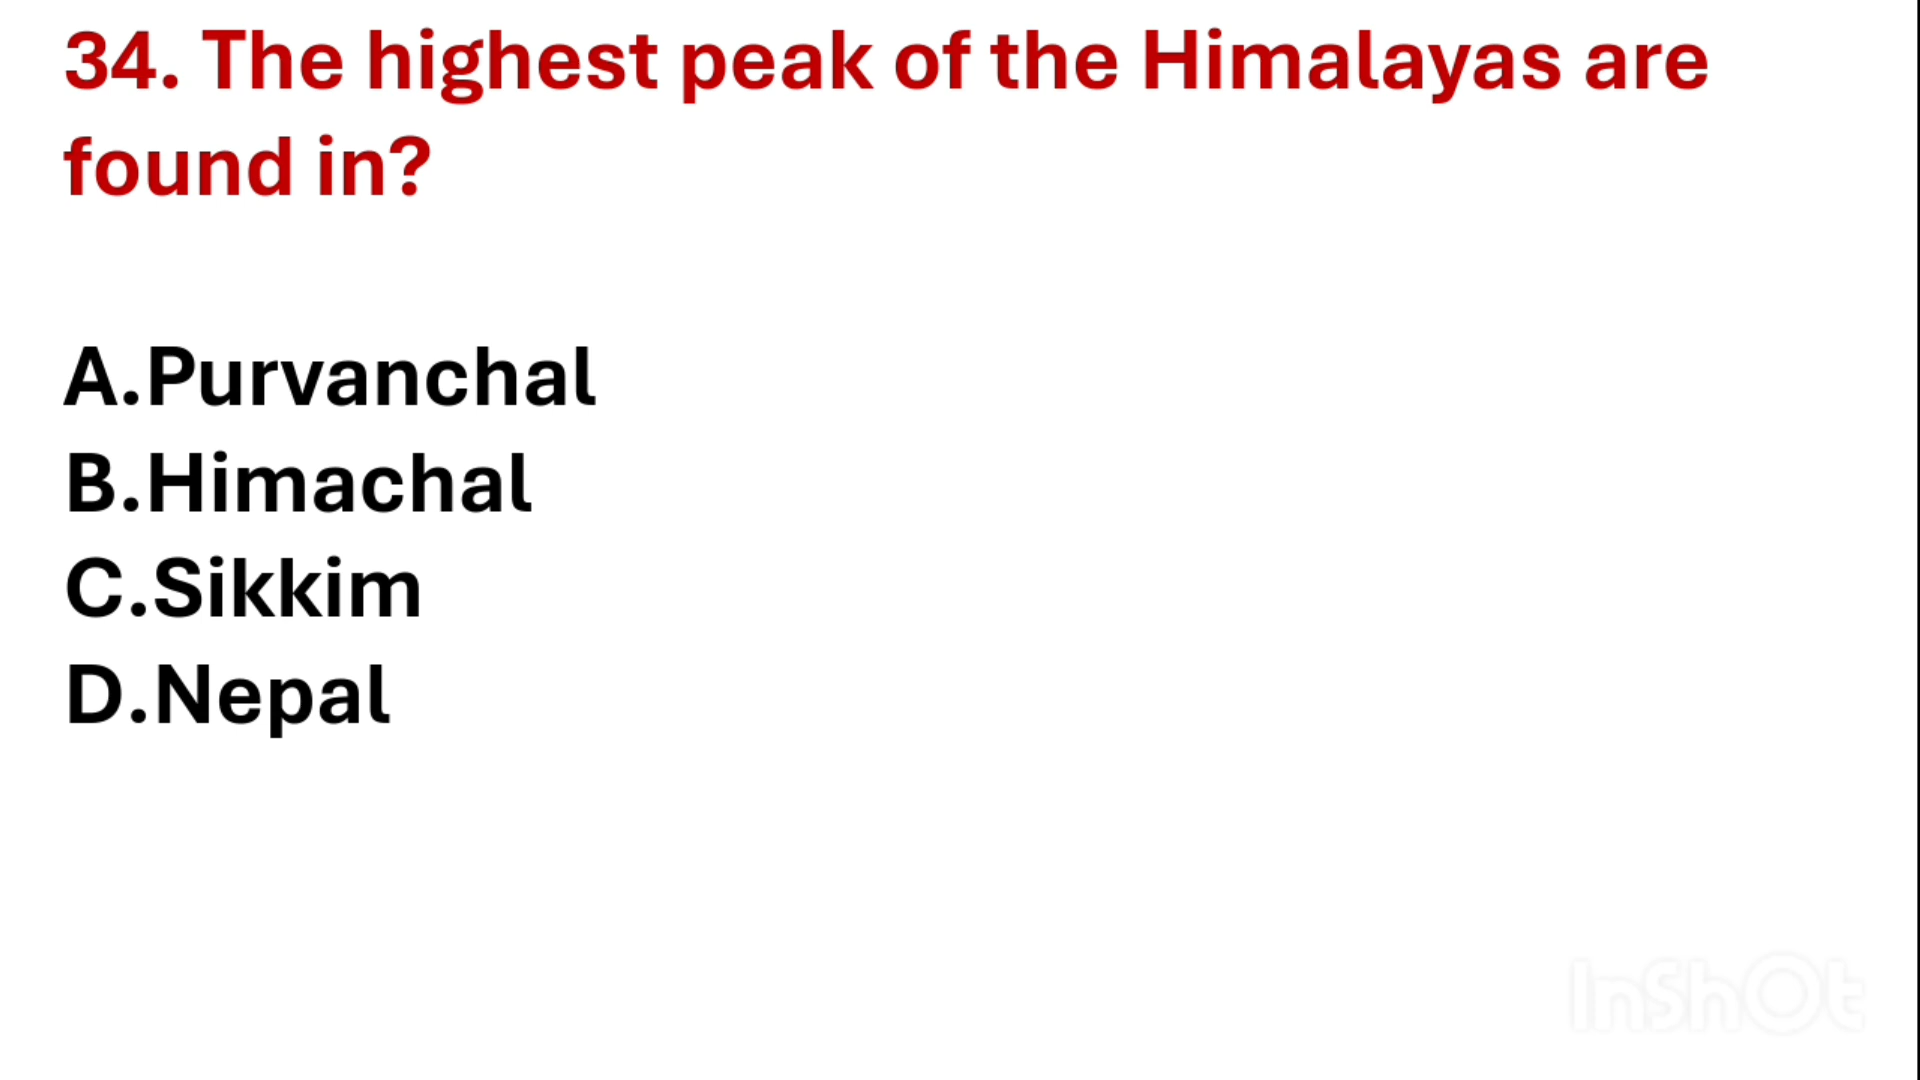 34. The highest peak of the Himalayas are
found in?
A.Purvanchal
B.Himachal
C.Sikkim
D.Nepal
InShOt